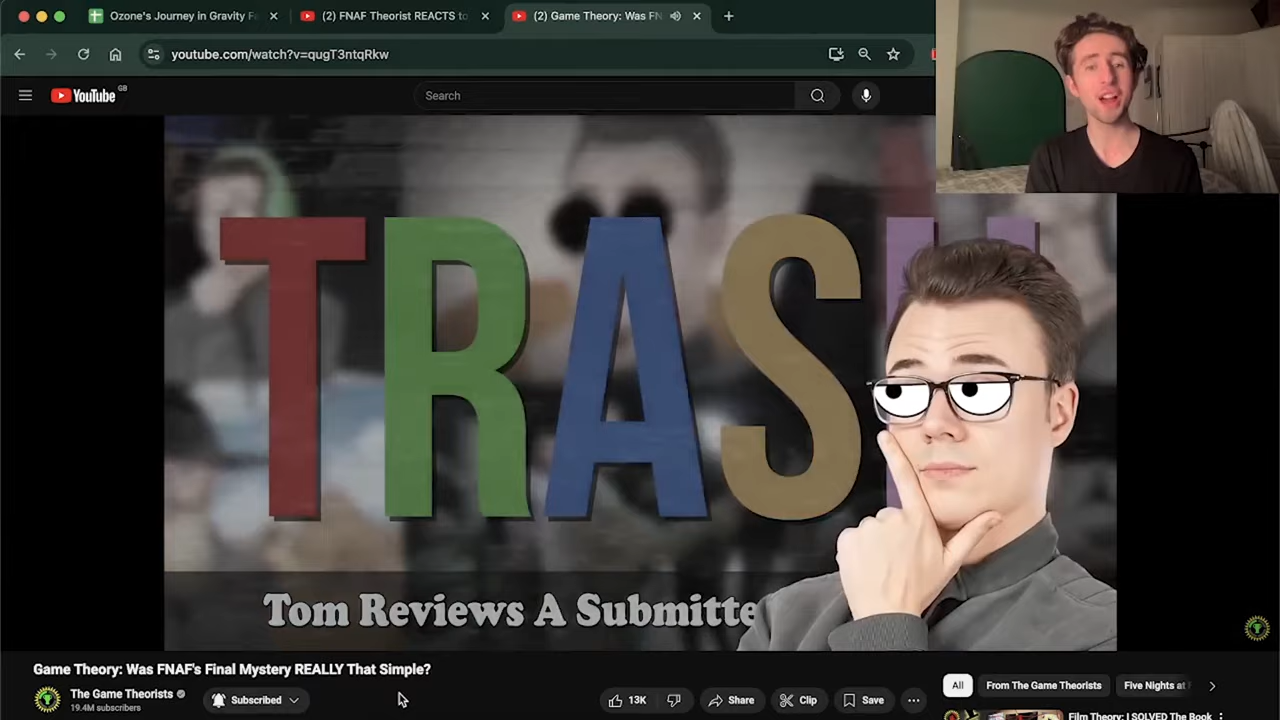 Ozone's Journey in Gravity Fa
(2) FNAF Theorist REACTS to
(2) Game Theory: Was FN
youtube.com/watch?v=qugT3ntqRkw
YouTube GB
Search
TRASH
Tom Reviews A Submitte
Game Theory: Was FNAF's Final Mystery REALLY That Simple?
The Game Theorists
19.4M subscribers
Subscribed
13K
Share
Clip
Save
All
From The Game Theorists
Five Nights at
Film Theory: I SOLVED The Book